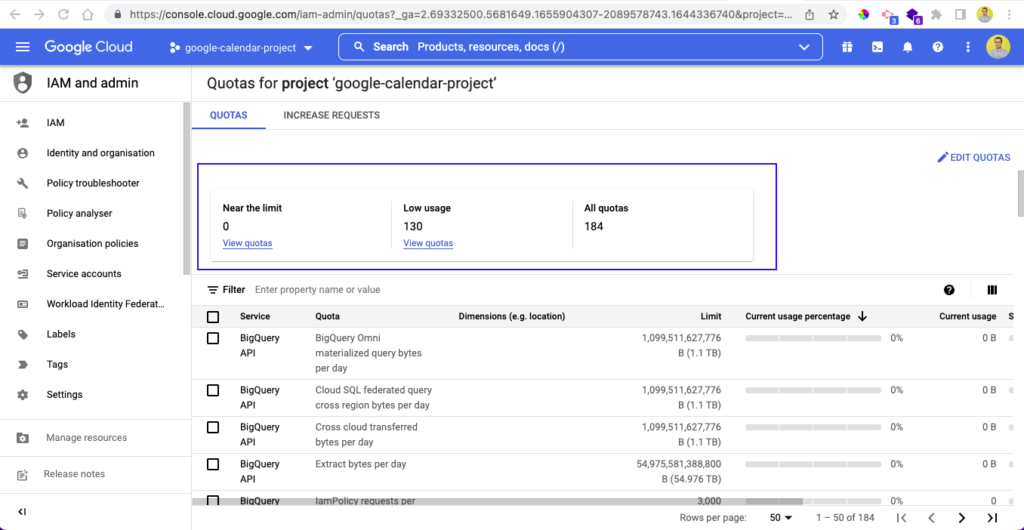 https://console.cloud.google.com/iam-admin/quotas?_ga=2.69332500.5681649.1655904307-2089578743.1644336740&project=...
3
6
Google Cloud
google-calendar-project
Search Products, resources, docs (/)
IAM and admin
Quotas for project ‘google-calendar-project’
QUOTAS
INCREASE REQUESTS
IAM
Identity and organisation
Policy troubleshooter
Policy analyser
Organisation policies
Service accounts
Workload Identity Federat...
Labels
Tags
Settings
Manage resources
Release notes
EDIT QUOTAS
Near the limit
0
View quotas
Low usage
130
View quotas
All quotas
184
Filter Enter property name or value
Service Quota Dimensions (e.g. location) Limit Current usage percentage Current usage S
BigQuery API
BigQuery Omni
materialized query bytes
per day
1,099,511,627,776
B (1.1 TB)
0%
0 B
BigQuery API
Cloud SQL federated query
cross region bytes per day
1,099,511,627,776
B (1.1 TB)
0%
0 B
BigQuery API
Cross cloud transferred
bytes per day
1,099,511,627,776
B (1.1 TB)
0%
0 B
BigQuery API
Extract bytes per day
54,975,581,388,800
B (54.976 TB)
0%
0 B
BigQuery
IamPolicy requests per
3,000
0%
0
Rows per page: 50 1 – 50 of 184